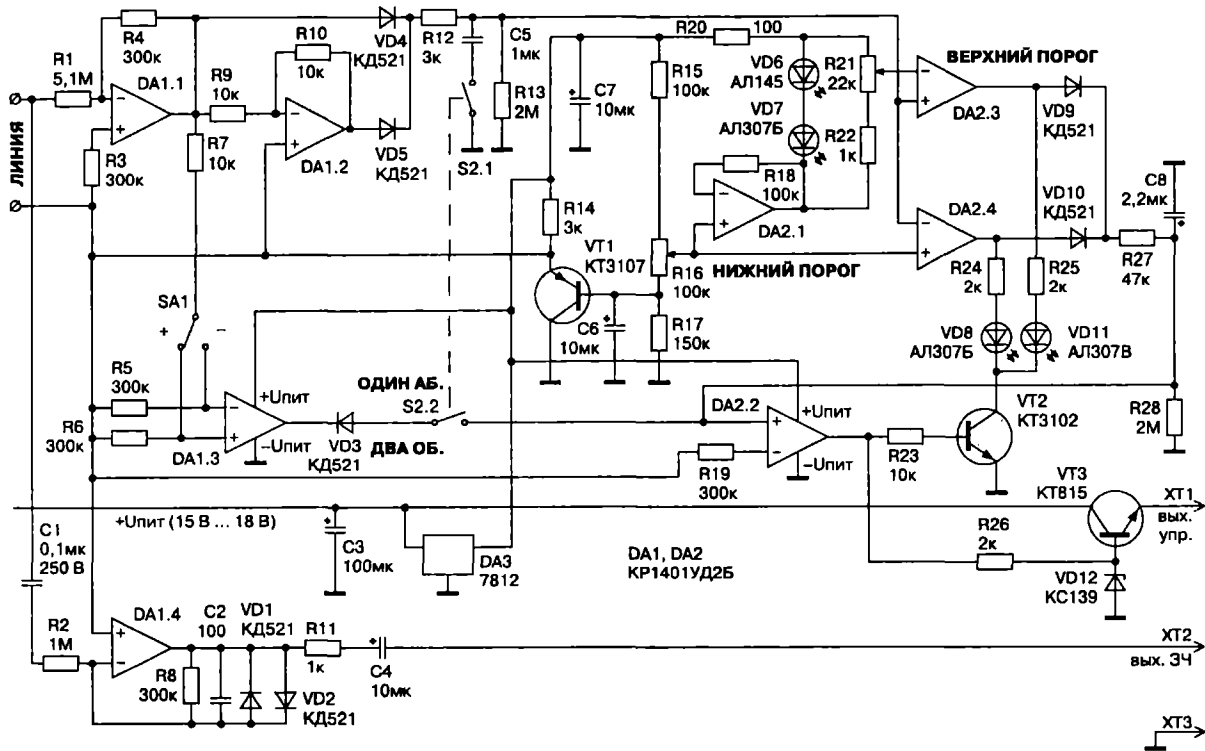 ЛИНИЯ
R1
5,1М
R4
300к
DA1.1
R3
300к
R9
10к
R7
10к
R10
10к
DA1.2
VD4
КД521
VD5
КД521
R12
3к
C5
1мк
S2.1
R13
2М
C7
10мк
R14
3к
VT1
КТ3107
R15
100к
R16
100к
R17
150к
C6
10мк
R20
100
VD6
АЛ145
VD7
АЛ307Б
R18
100к
DA2.1
R21
22к
R22
1к
ВЕРХНИЙ ПОРОГ
НИЖНИЙ ПОРОГ
DA2.3
DA2.4
VD9
КД521
VD10
КД521
C8
2,2мк
R27
47к
R24
2к
R25
2к
VD8
АЛ307Б
VD11
АЛ307В
VT2
КТ3102
R28
2М
SA1
+
−
R5
300к
R6
300к
DA1.3
+Uпит
−Uпит
VD3
КД521
ОДИН АБ.
S2.2
ДВА ОБ.
DA2.2
+Uпит
−Uпит
R19
300к
R23
10к
R26
2к
VT3
КТ815
VD12
КС139
XT1
вых.
упр.
+Uпит (15 В ... 18 В)
C1
0,1мк
250 В
C3
100мк
DA3
7812
DA1, DA2
КР1401УД2Б
R2
1М
DA1.4
R8
300к
C2
100
VD1
КД521
VD2
КД521
R11
1к
C4
10мк
XT2
вых. ЗЧ
XT3